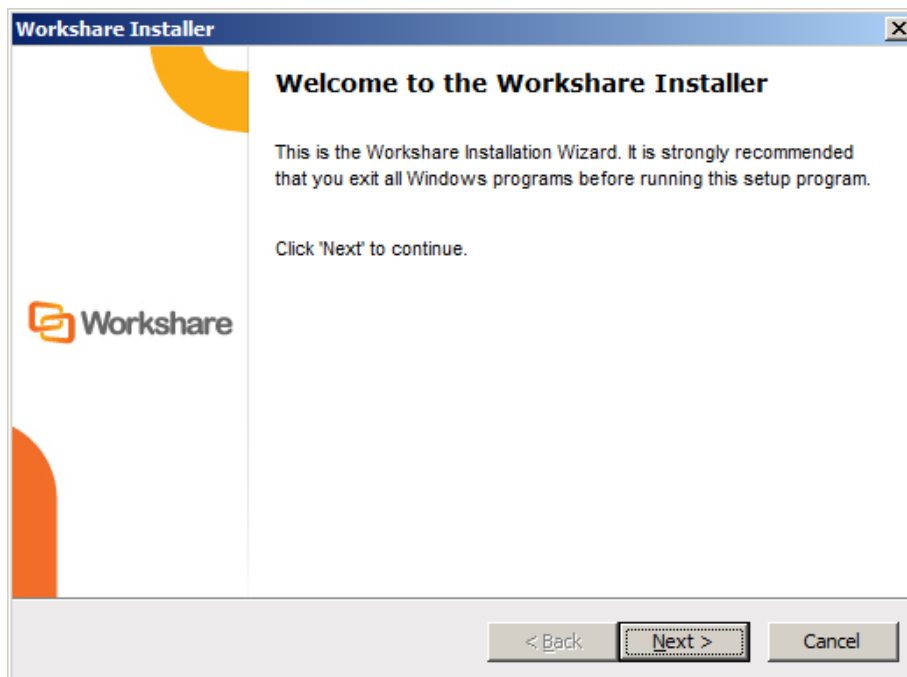 Workshare Installer
Welcome to the Workshare Installer
This is the Workshare Installation Wizard. It is strongly recommended
that you exit all Windows programs before running this setup program.
Click 'Next' to continue.
Workshare
< Back
Next >
Cancel